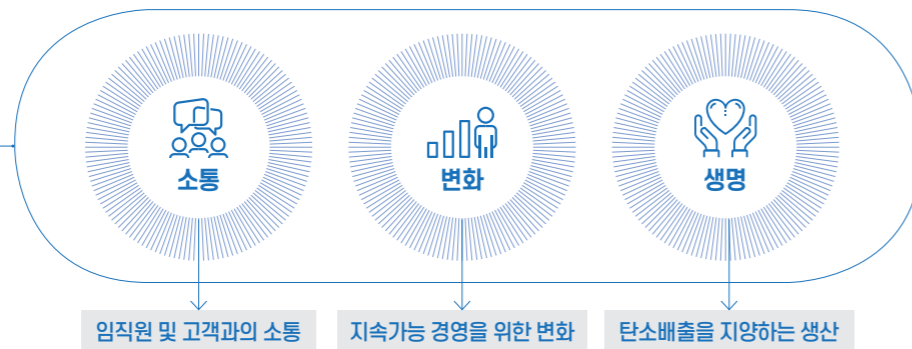 소통
변화
생명
임직원 및 고객과의 소통
지속가능 경영을 위한 변화
탄소배출을 지양하는 생산